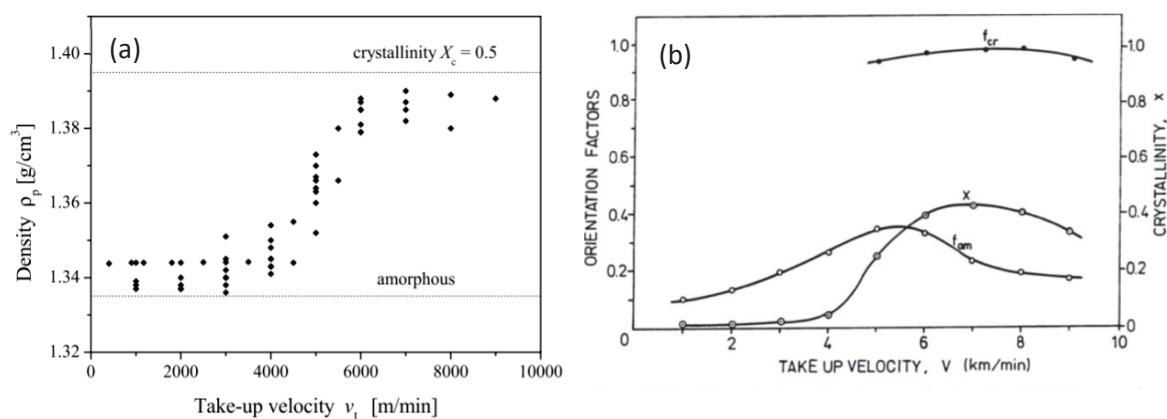 (a)
crystallinity X_c = 0.5
amorphous
Density ρ_p [g/cm³]
1.40
1.38
1.36
1.34
1.32
0 2000 4000 6000 8000 10000
Take-up velocity v_L [m/min]
(b)
f_cr
X
f_am
ORIENTATION FACTORS
1.0
0.8
0.6
0.4
0.2
0
CRYSTALLINITY, X
1.0
0.8
0.6
0.4
0.2
0
2 4 6 8 10
TAKE UP VELOCITY, V (km/min)